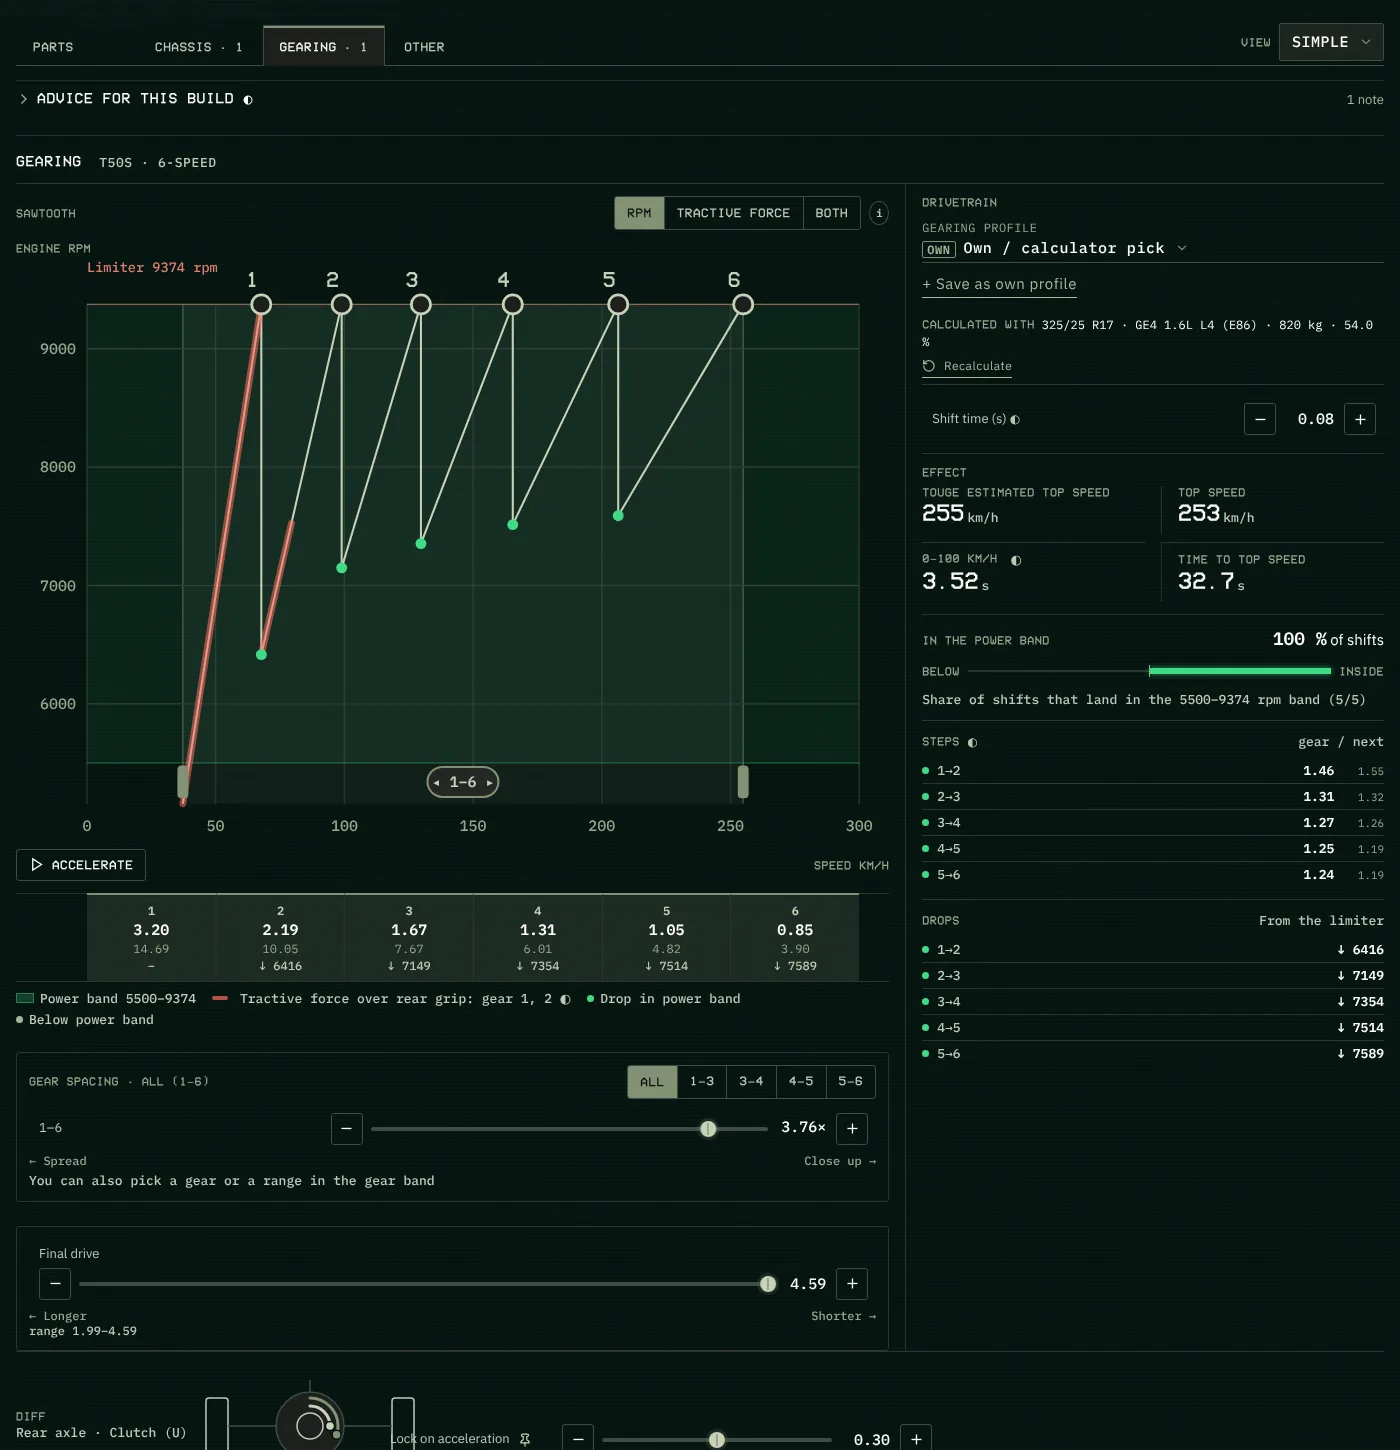 PARTS CHASSIS · 1 GEARING · 1 OTHER VIEW SIMPLE
ADVICE FOR THIS BUILD 1 note
GEARING T50S · 6-SPEED
SAWTOOTH RPM TRACTIVE FORCE BOTH i
ENGINE RPM
Limiter 9374 rpm
1 2 3 4 5 6
9000
8000
7000
6000
1–6
0 50 100 150 200 250 300
ACCELERATE SPEED KM/H
1 2 3 4 5 6
3.20 2.19 1.67 1.31 1.05 0.85
14.69 10.05 7.67 6.01 4.82 3.90
– ↓ 6416 ↓ 7149 ↓ 7354 ↓ 7514 ↓ 7589
Power band 5500–9374 Tractive force over rear grip: gear 1, 2 Drop in power band
Below power band
GEAR SPACING · ALL (1–6) ALL 1–3 3–4 4–5 5–6
1–6 − 3.76× +
← Spread Close up →
You can also pick a gear or a range in the gear band
Final drive
− 4.59 +
← Longer Shorter →
range 1.99–4.59
DRIVETRAIN
GEARING PROFILE
OWN Own / calculator pick
+ Save as own profile
CALCULATED WITH 325/25 R17 · GE4 1.6L L4 (E86) · 820 kg · 54.0
%
Recalculate
Shift time (s) − 0.08 +
EFFECT
TOUGE ESTIMATED TOP SPEED TOP SPEED
255 km/h 253 km/h
0–100 KM/H TIME TO TOP SPEED
3.52 s 32.7 s
IN THE POWER BAND 100 % of shifts
BELOW INSIDE
Share of shifts that land in the 5500–9374 rpm band (5/5)
STEPS gear / next
1→2 1.46 1.55
2→3 1.31 1.32
3→4 1.27 1.26
4→5 1.25 1.19
5→6 1.24 1.19
DROPS From the limiter
1→2 ↓ 6416
2→3 ↓ 7149
3→4 ↓ 7354
4→5 ↓ 7514
5→6 ↓ 7589
DIFF
Rear axle · Clutch (U)
Lock on acceleration − 0.30 +